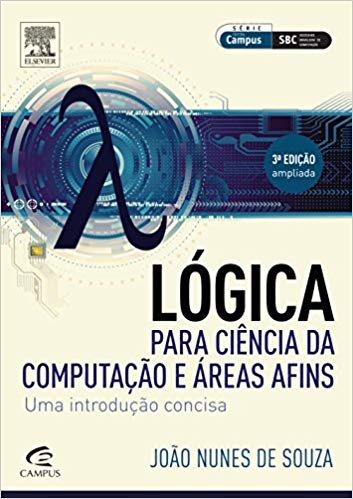 ELSEVIER
SÉRIE
Campus
SBC
3ª EDIÇÃO
ampliada
λ
LÓGICA
PARA CIÊNCIA DA
COMPUTAÇÃO E ÁREAS AFINS
Uma introdução concisa
JOÃO NUNES DE SOUZA
CAMPUS